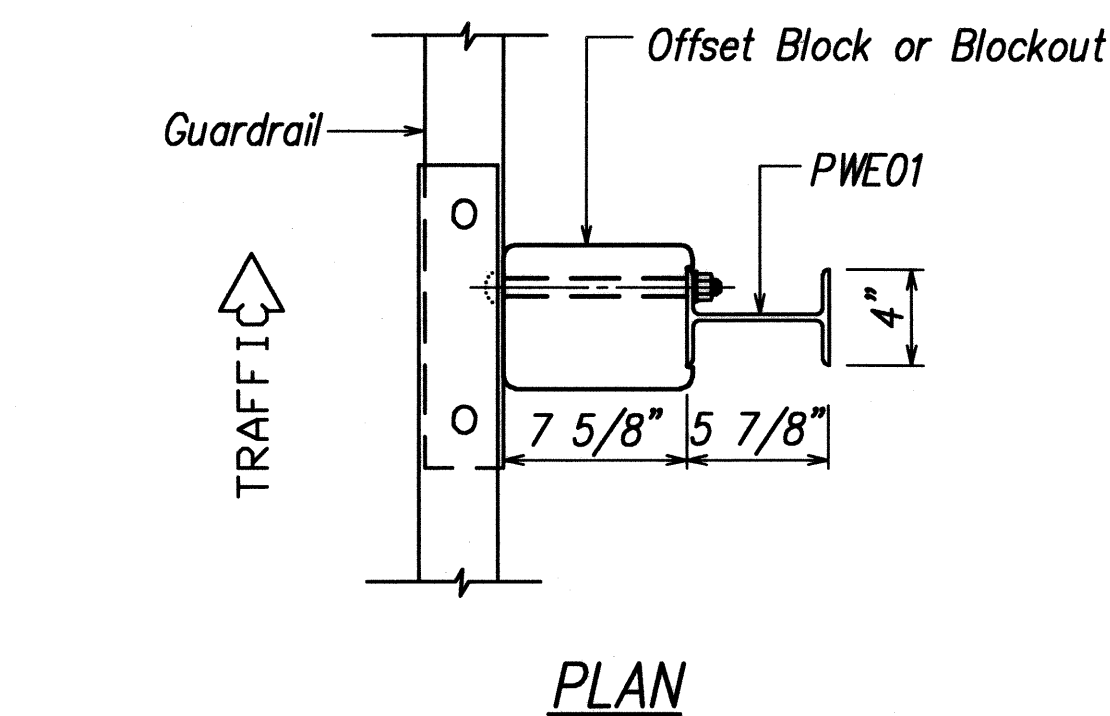 Offset Block or Blockout
Guardrail
PWE01
TRAFFIC
4"
7 5/8"
5 7/8"
PLAN